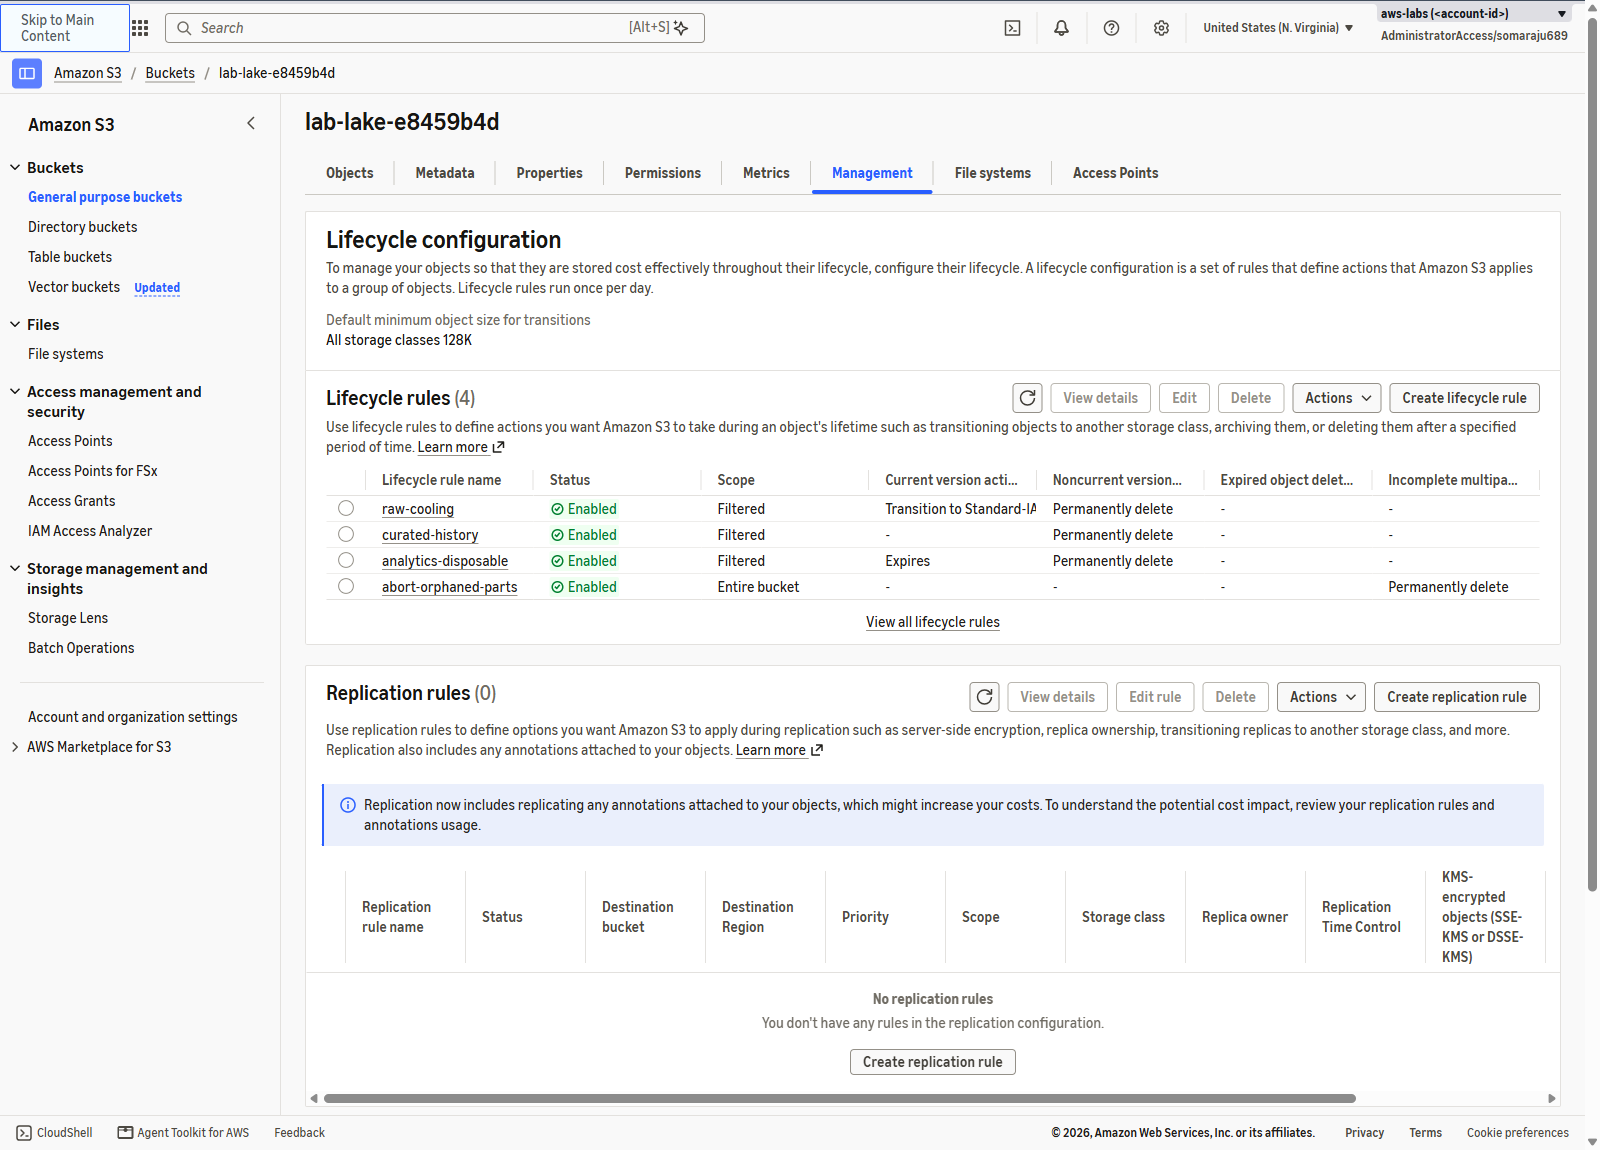 Skip to Main
Content
Search
[Alt+S]
United States (N. Virginia)
aws-labs (<account-id>)
AdministratorAccess/somaraju689
Amazon S3 / Buckets / lab-lake-e8459b4d
Amazon S3
Buckets
General purpose buckets
Directory buckets
Table buckets
Vector buckets Updated
Files
File systems
Access management and
security
Access Points
Access Points for FSx
Access Grants
IAM Access Analyzer
Storage management and
insights
Storage Lens
Batch Operations
Account and organization settings
AWS Marketplace for S3
lab-lake-e8459b4d
Objects Metadata Properties Permissions Metrics Management File systems Access Points
Lifecycle configuration
To manage your objects so that they are stored cost effectively throughout their lifecycle, configure their lifecycle. A lifecycle configuration is a set of rules that define actions that Amazon S3 applies
to a group of objects. Lifecycle rules run once per day.
Default minimum object size for transitions
All storage classes 128K
Lifecycle rules (4)
View details Edit Delete Actions Create lifecycle rule
Use lifecycle rules to define actions you want Amazon S3 to take during an object's lifetime such as transitioning objects to another storage class, archiving them, or deleting them after a specified
period of time. Learn more
Lifecycle rule name Status Scope Current version acti... Noncurrent version... Expired object delet... Incomplete multipa...
raw-cooling Enabled Filtered Transition to Standard-IA Permanently delete - -
curated-history Enabled Filtered - Permanently delete - -
analytics-disposable Enabled Filtered Expires Permanently delete - -
abort-orphaned-parts Enabled Entire bucket - - - Permanently delete
View all lifecycle rules
Replication rules (0)
View details Edit rule Delete Actions Create replication rule
Use replication rules to define options you want Amazon S3 to apply during replication such as server-side encryption, replica ownership, transitioning replicas to another storage class, and more.
Replication also includes any annotations attached to your objects. Learn more
Replication now includes replicating any annotations attached to your objects, which might increase your costs. To understand the potential cost impact, review your replication rules and
annotations usage.
Replication
rule name
Status
Destination
bucket
Destination
Region
Priority
Scope
Storage class
Replica owner
Replication
Time Control
KMS-
encrypted
objects (SSE-
KMS or DSSE-
KMS)
No replication rules
You don't have any rules in the replication configuration.
Create replication rule
CloudShell Agent Toolkit for AWS Feedback
© 2026, Amazon Web Services, Inc. or its affiliates. Privacy Terms Cookie preferences